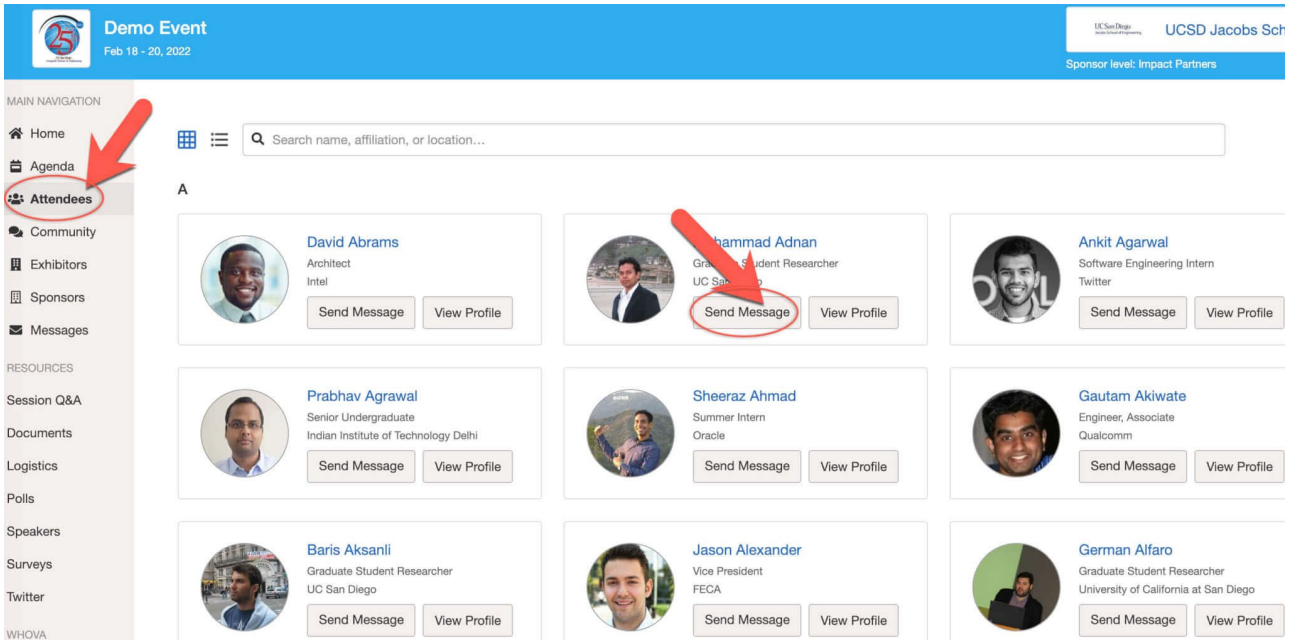 25
Demo Event
Feb 18 - 20, 2022
UC San Diego
Jacobs School of Engineering
UCSD Jacobs Sch
Sponsor level: Impact Partners
MAIN NAVIGATION
Home
Agenda
Attendees
Community
Exhibitors
Sponsors
Messages
RESOURCES
Session Q&A
Documents
Logistics
Polls
Speakers
Surveys
Twitter
WHOVA
Search name, affiliation, or location...
A
David Abrams
Architect
Intel
Send Message View Profile
Adnan
Student Researcher
UC
Send Message View Profile
Ankit Agarwal
Software Engineering Intern
Twitter
Send Message View Profile
Prabhav Agrawal
Senior Undergraduate
Indian Institute of Technology Delhi
Send Message View Profile
Sheeraz Ahmad
Summer Intern
Oracle
Send Message View Profile
Gautam Akiwate
Engineer, Associate
Qualcomm
Send Message View Profile
Baris Aksanli
Graduate Student Researcher
UC San Diego
Send Message View Profile
Jason Alexander
Vice President
FECA
Send Message View Profile
German Alfaro
Graduate Student Researcher
University of California at San Diego
Send Message View Profile